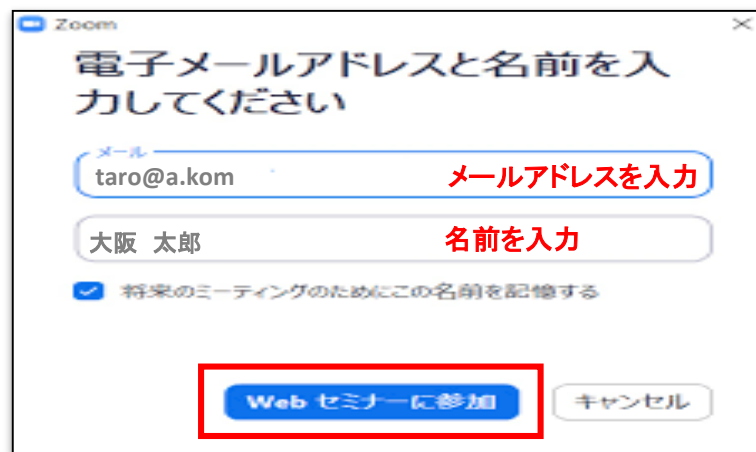 Zoom
電子メールアドレスと名前を入
力してください
メール
taro@a.kom メールアドレスを入力
大阪 太郎 名前を入力
将来のミーティングのためにこの名前を記憶する
Web セミナーに参加 キャンセル